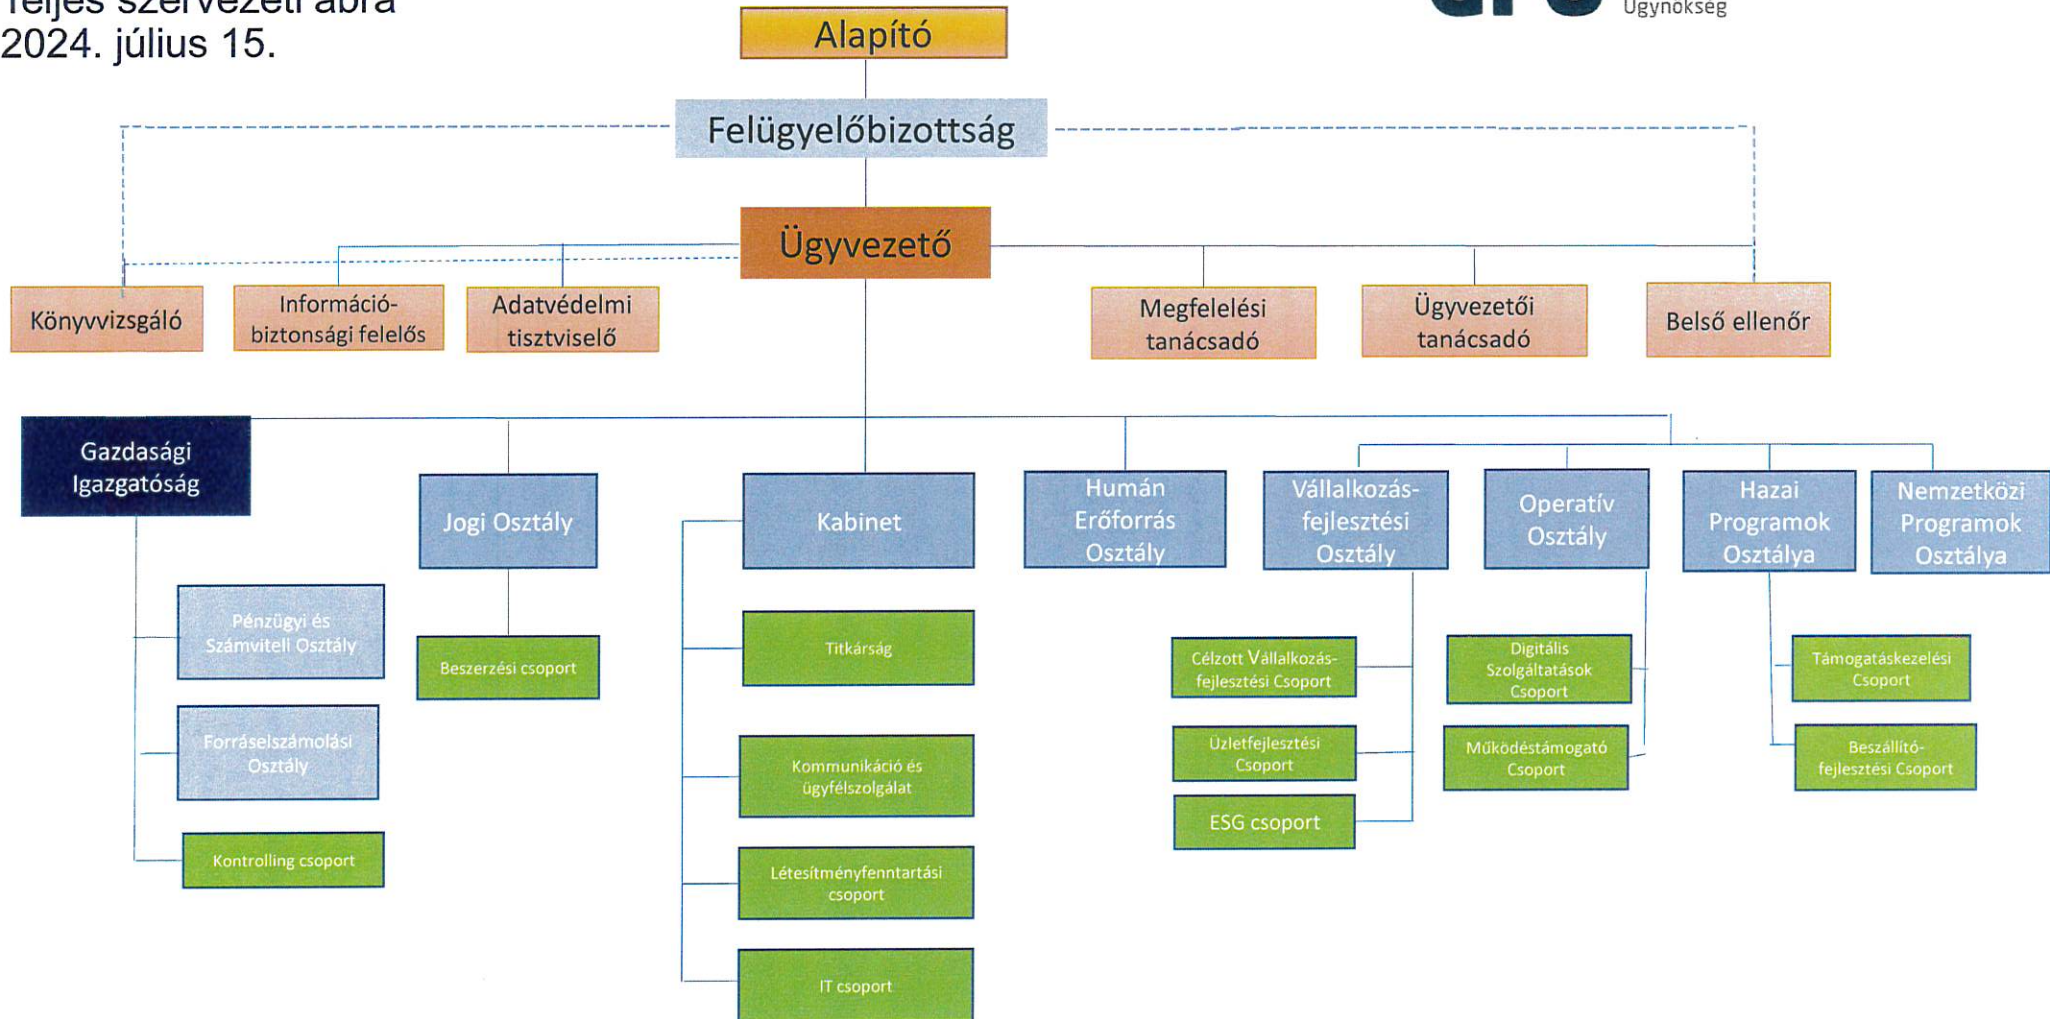 Teljes szervezeti ábra
2024. július 15.
Ügynökség
Alapító
Felügyelőbizottság
Ügyvezető
Könyvvizsgáló
Információ-
biztonsági felelős
Adatvédelmi
tisztviselő
Megfelelési
tanácsadó
Ügyvezetői
tanácsadó
Belső ellenőr
Gazdasági
Igazgatóság
Jogi Osztály
Kabinet
Humán
Erőforrás
Osztály
Vállalkozás-
fejlesztési
Osztály
Operatív
Osztály
Hazai
Programok
Osztálya
Nemzetközi
Programok
Osztálya
Pénzügyi és
Számviteli Osztály
Forráselszámolási
Osztály
Kontrolling csoport
Beszerzési csoport
Titkárság
Kommunikáció és
ügyfélszolgálat
Létesítményfenntartási
csoport
IT csoport
Célzott Vállalkozás-
fejlesztési Csoport
Üzletfejlesztési
Csoport
ESG csoport
Digitális
Szolgáltatások
Csoport
Működéstámogató
Csoport
Támogatáskezelési
Csoport
Beszállító-
fejlesztési Csoport